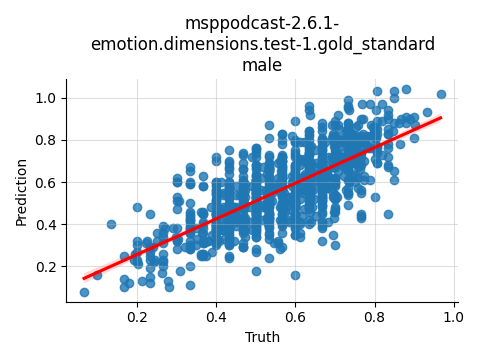 msppodcast-2.6.1-
emotion.dimensions.test-1.gold_standard
male
1.0
0.8
0.6
0.4
0.2
Prediction
0.2
0.4
0.6
0.8
1.0
Truth